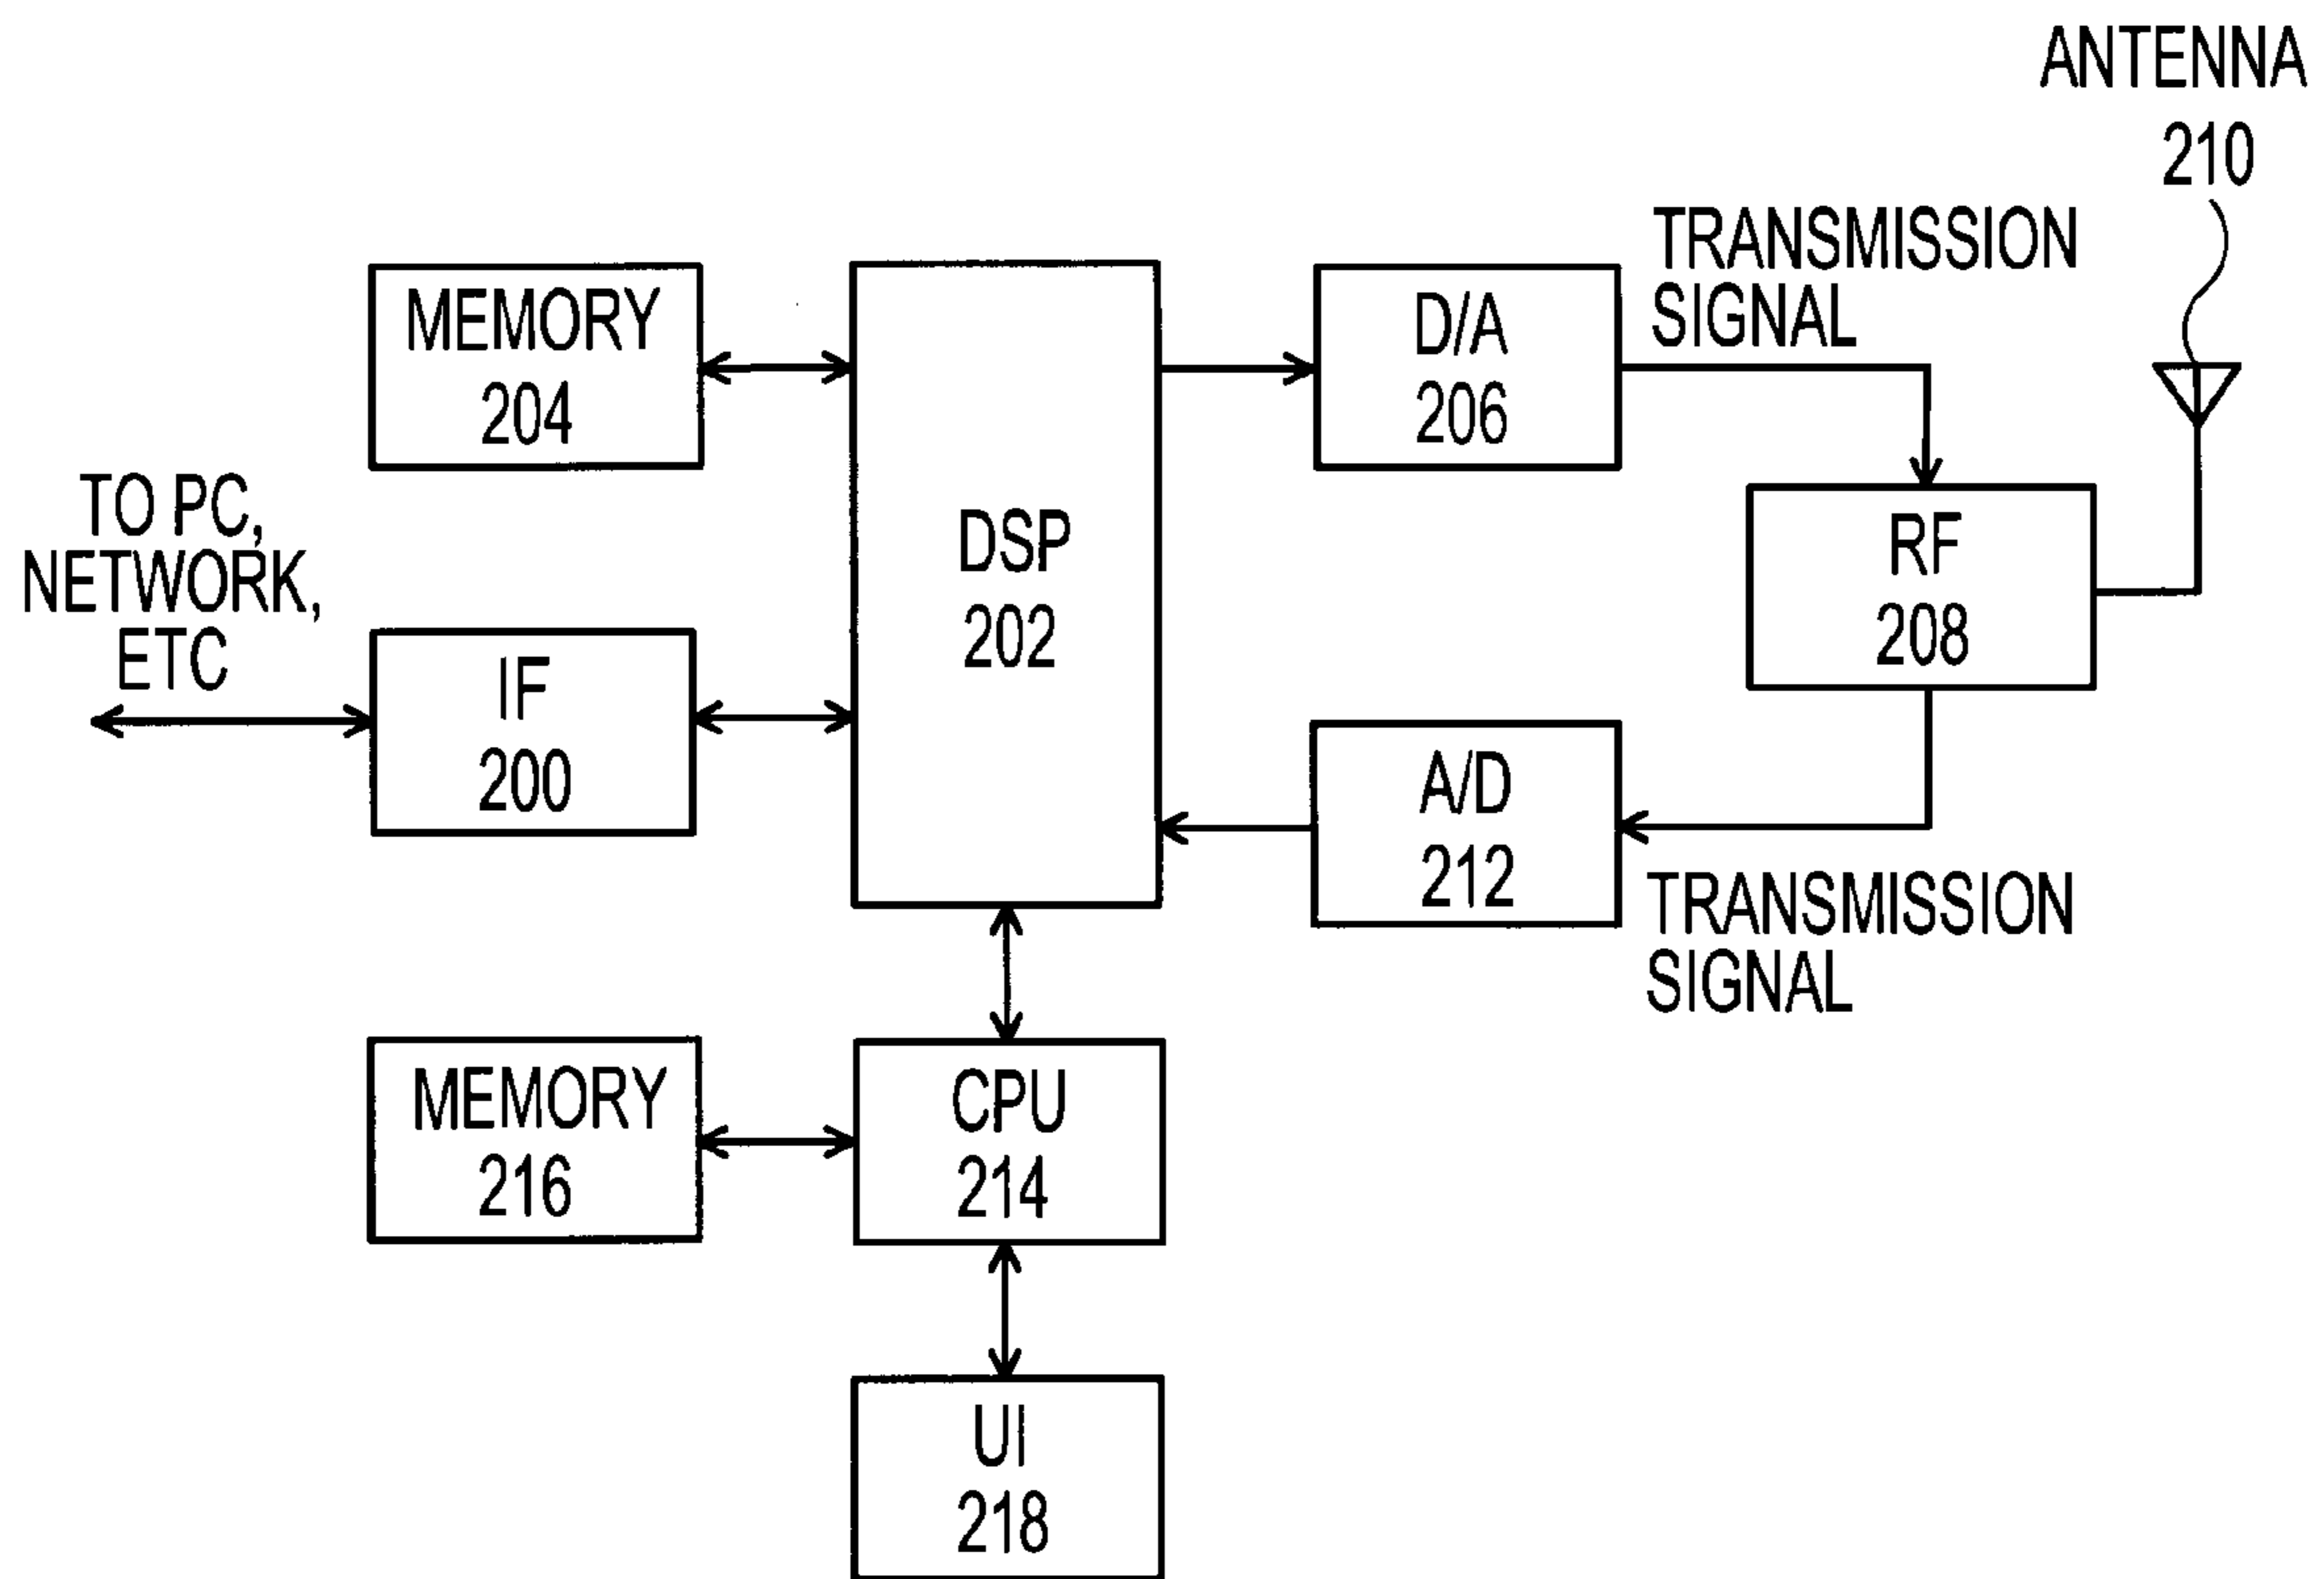 ANTENNA
210
TRANSMISSION
SIGNAL
MEMORY
204
D/A
206
TO PC,
NETWORK,
ETC
DSP
202
RF
208
IF
200
A/D
212
TRANSMISSION
SIGNAL
MEMORY
216
CPU
214
UI
218